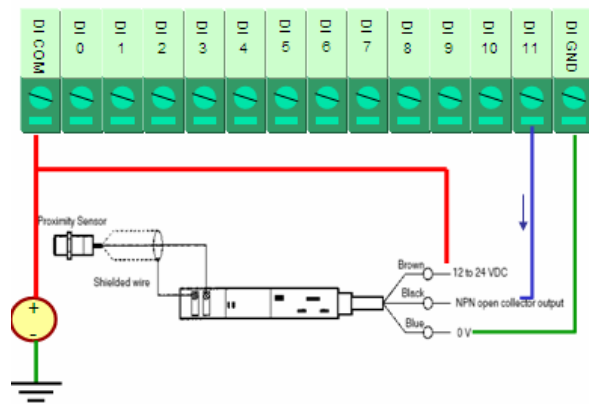 DI COM
DI 0
DI 1
DI 2
DI 3
DI 4
DI 5
DI 6
DI 7
DI 8
DI 9
DI 10
DI 11
DI GND
Proximity Sensor
Shielded wire
Brown
12 to 24 VDC
Black
NPN open collector output
Blue
0 V
+
-